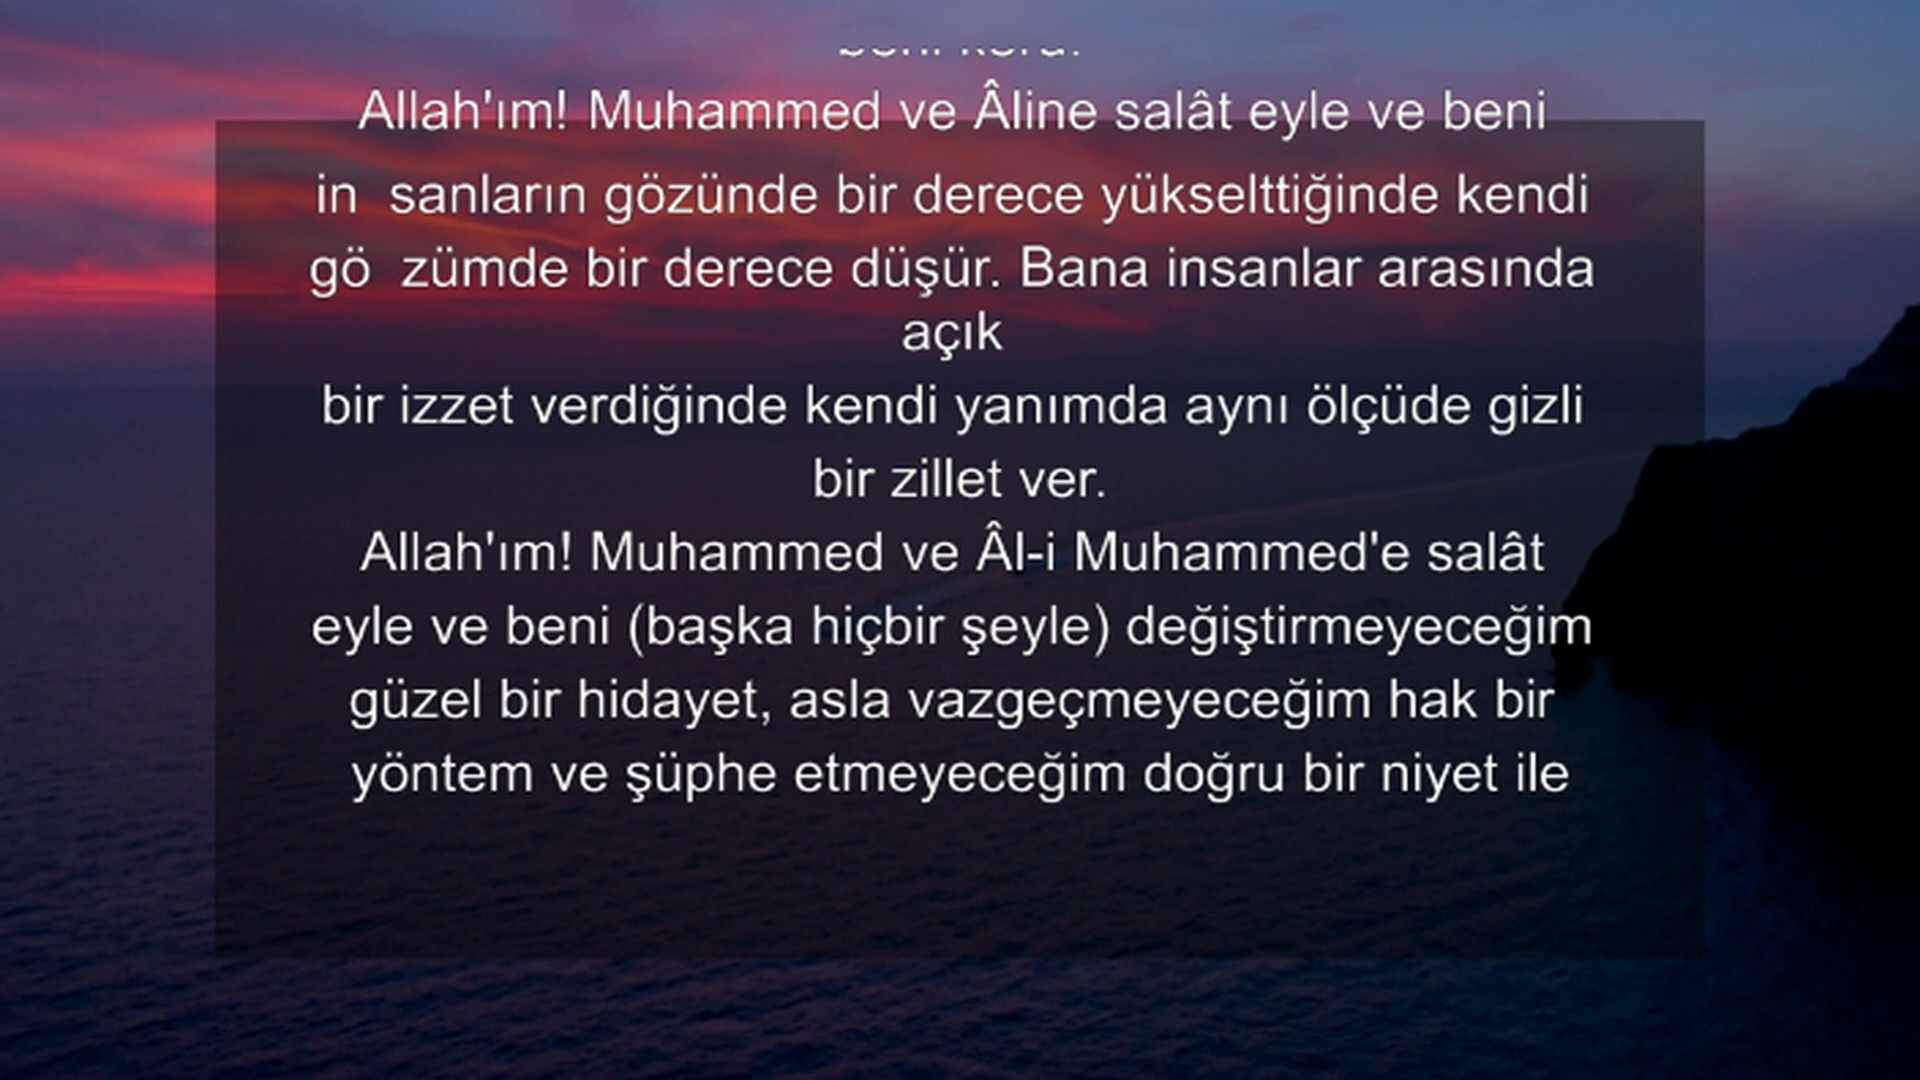 Allah'ım! Muhammed ve Âline salât eyle ve beni
in  sanların gözünde bir derece yükselttiğinde kendi
gö  zümde bir derece düşür. Bana insanlar arasında
açık
bir izzet verdiğinde kendi yanımda aynı ölçüde gizli
bir zillet ver.
Allah'ım! Muhammed ve Âl-i Muhammed'e salât
eyle ve beni (başka hiçbir şeyle) değiştirmeyeceğim
güzel bir hidayet, asla vazgeçmeyeceğim hak bir
yöntem ve şüphe etmeyeceğim doğru bir niyet ile